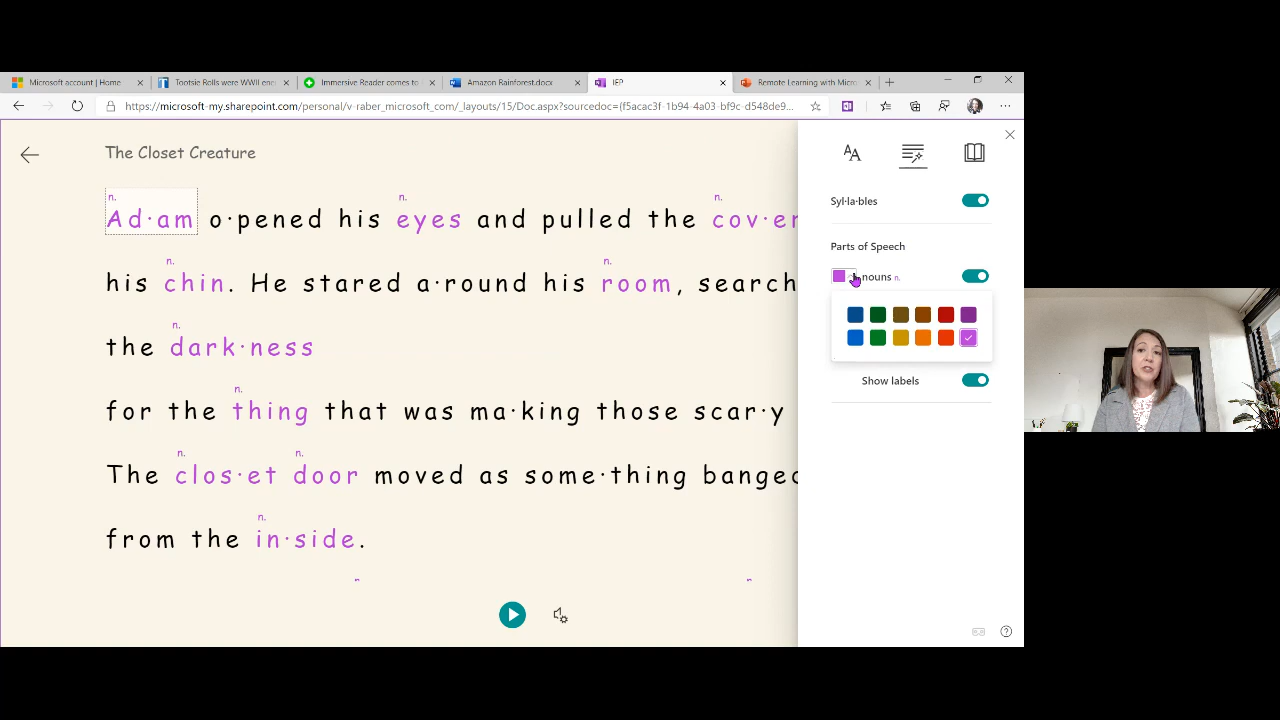 Microsoft account | Home
Tootsie Rolls were WWII ene
Immersive Reader comes to
Amazon Rainforest.docx
IEP
Remote Learning with Micros
https://microsoft-my.sharepoint.com/personal/v-raber_microsoft_com/_layouts/15/Doc.aspx?sourcedoc=(f5acac3f-1b94-4a03-bf9c-d548de9...
The Closet Creature
n. n. n.
Ad·am o·pened his eyes and pulled the cov·er
n. n.
his chin. He stared a·round his room, search
n.
the dark·ness
n.
for the thing that was ma·king those scar·y
n. n.
The clos·et door moved as some·thing banged
n.
from the in·side.
Syl·la·bles
Parts of Speech
nouns n.
Show labels